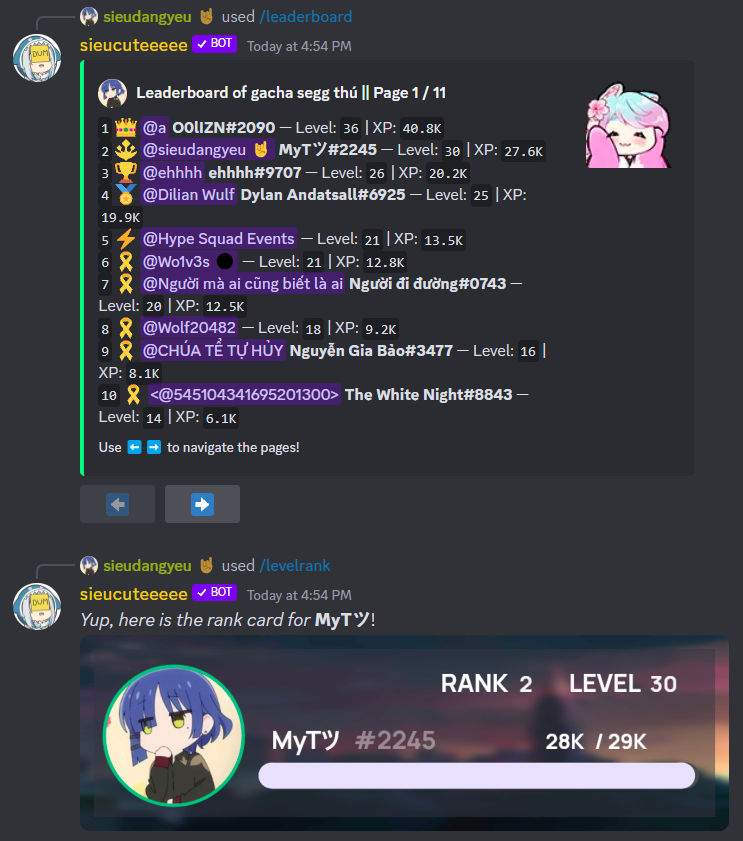 sieudangyeu 🤘 used /leaderboard
DUM
sieucuteeeee ✓ BOT Today at 4:54 PM
Leaderboard of gacha segg thú || Page 1 / 11
1 👑 @a O0lIZN#2090 — Level: 36 | XP: 40.8K
2 @sieudangyeu 🤘 MyTツ#2245 — Level: 30 | XP: 27.6K
3 🏆 @ehhhh ehhhh#9707 — Level: 26 | XP: 20.2K
4 🏅 @Dilian Wulf Dylan Andatsall#6925 — Level: 25 | XP:
19.9K
5 ⚡ @Hype Squad Events — Level: 21 | XP: 13.5K
6 🎗 @Wo1v3s ⚫ — Level: 21 | XP: 12.8K
7 🎗 @Người mà ai cũng biết là ai Người đi đường#0743 —
Level: 20 | XP: 12.5K
8 🎗 @Wolf20482 — Level: 18 | XP: 9.2K
9 🎗 @CHÚA TỂ TỰ HỦY Nguyễn Gia Bảo#3477 — Level: 16 |
XP: 8.1K
10 🎗 <@545104341695201300> The White Night#8843 —
Level: 14 | XP: 6.1K
Use ⬅ ➡ to navigate the pages!
⬅ ➡
sieudangyeu 🤘 used /levelrank
DUM
sieucuteeeee ✓ BOT Today at 4:54 PM
Yup, here is the rank card for MyTツ!
RANK 2 LEVEL 30
MyTツ #2245 28K / 29K